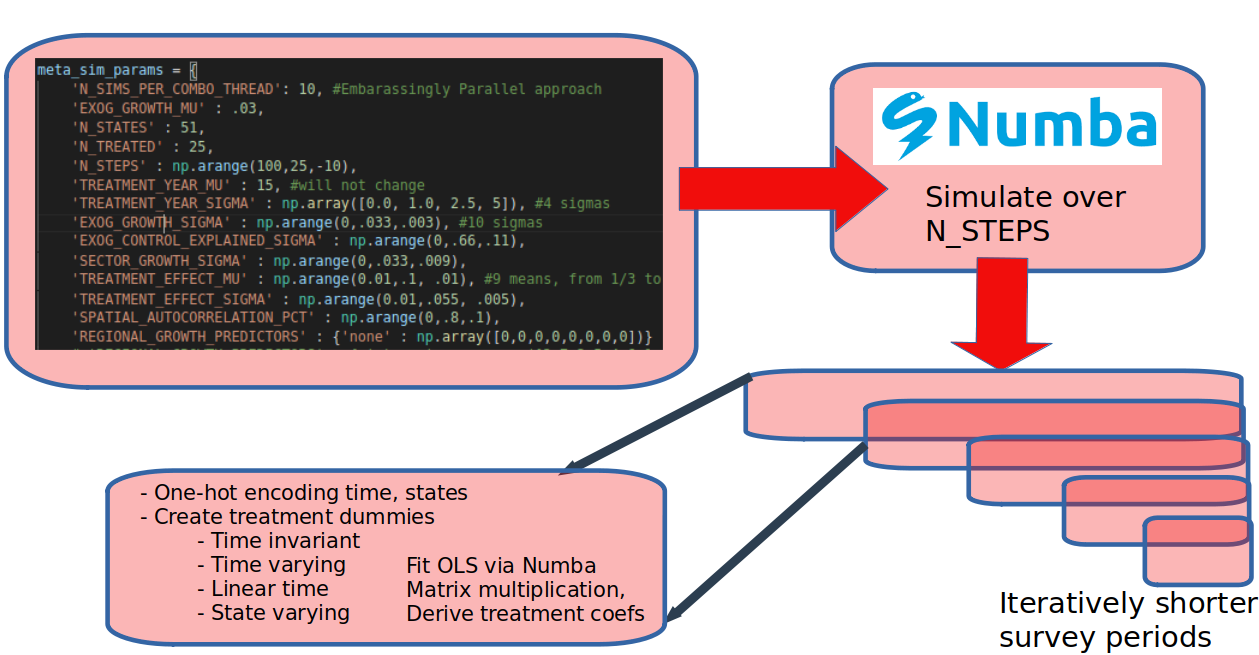 meta_sim_params = {
'N_SIMS_PER_COMBO_THREAD': 10, #Embarassingly Parallel approach
'EXOG_GROWTH_MU' : .03,
'N_STATES' : 51,
'N_TREATED' : 25,
'N_STEPS' : np.arange(100,25,-10),
'TREATMENT_YEAR_MU' : 15, #will not change
'TREATMENT_YEAR_SIGMA' : np.array([0.0, 1.0, 2.5, 5]), #4 sigmas
'EXOG_GROWTH_SIGMA' : np.arange(0,.033,.003), #10 sigmas
'EXOG_CONTROL_EXPLAINED_SIGMA' : np.arange(0,.66,.11),
'SECTOR_GROWTH_SIGMA' : np.arange(0,.033,.009),
'TREATMENT_EFFECT_MU' : np.arange(0.01,.1, .01), #9 means, from 1/3 to
'TREATMENT_EFFECT_SIGMA' : np.arange(0.01,.055, .005),
'SPATIAL_AUTOCORRELATION_PCT' : np.arange(0,.8,.1),
'REGIONAL_GROWTH_PREDICTORS' : {'none' : np.array([0,0,0,0,0,0,0,0])}
Numba
Simulate over
N_STEPS
- One-hot encoding time, states
- Create treatment dummies
- Time invariant
- Time varying
- Linear time
- State varying
Fit OLS via Numba
Matrix multiplication,
Derive treatment coefs
Iteratively shorter
survey periods